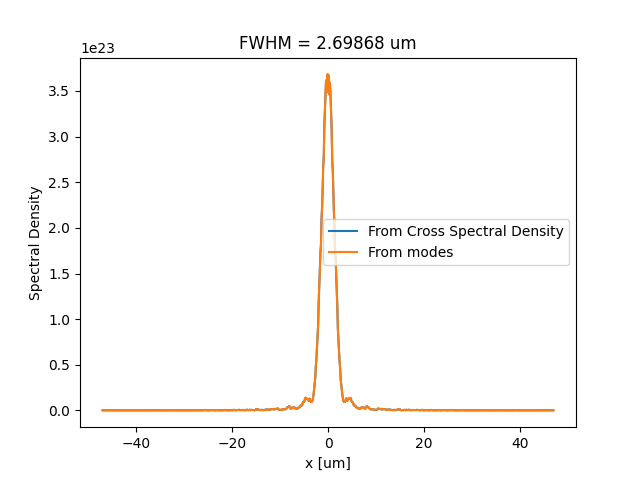 FWHM = 2.69868 um
1e23
3.5
3.0
2.5
2.0
1.5
1.0
0.5
0.0
Spectral Density
From Cross Spectral Density
From modes
−40
−20
0
20
40
x [um]